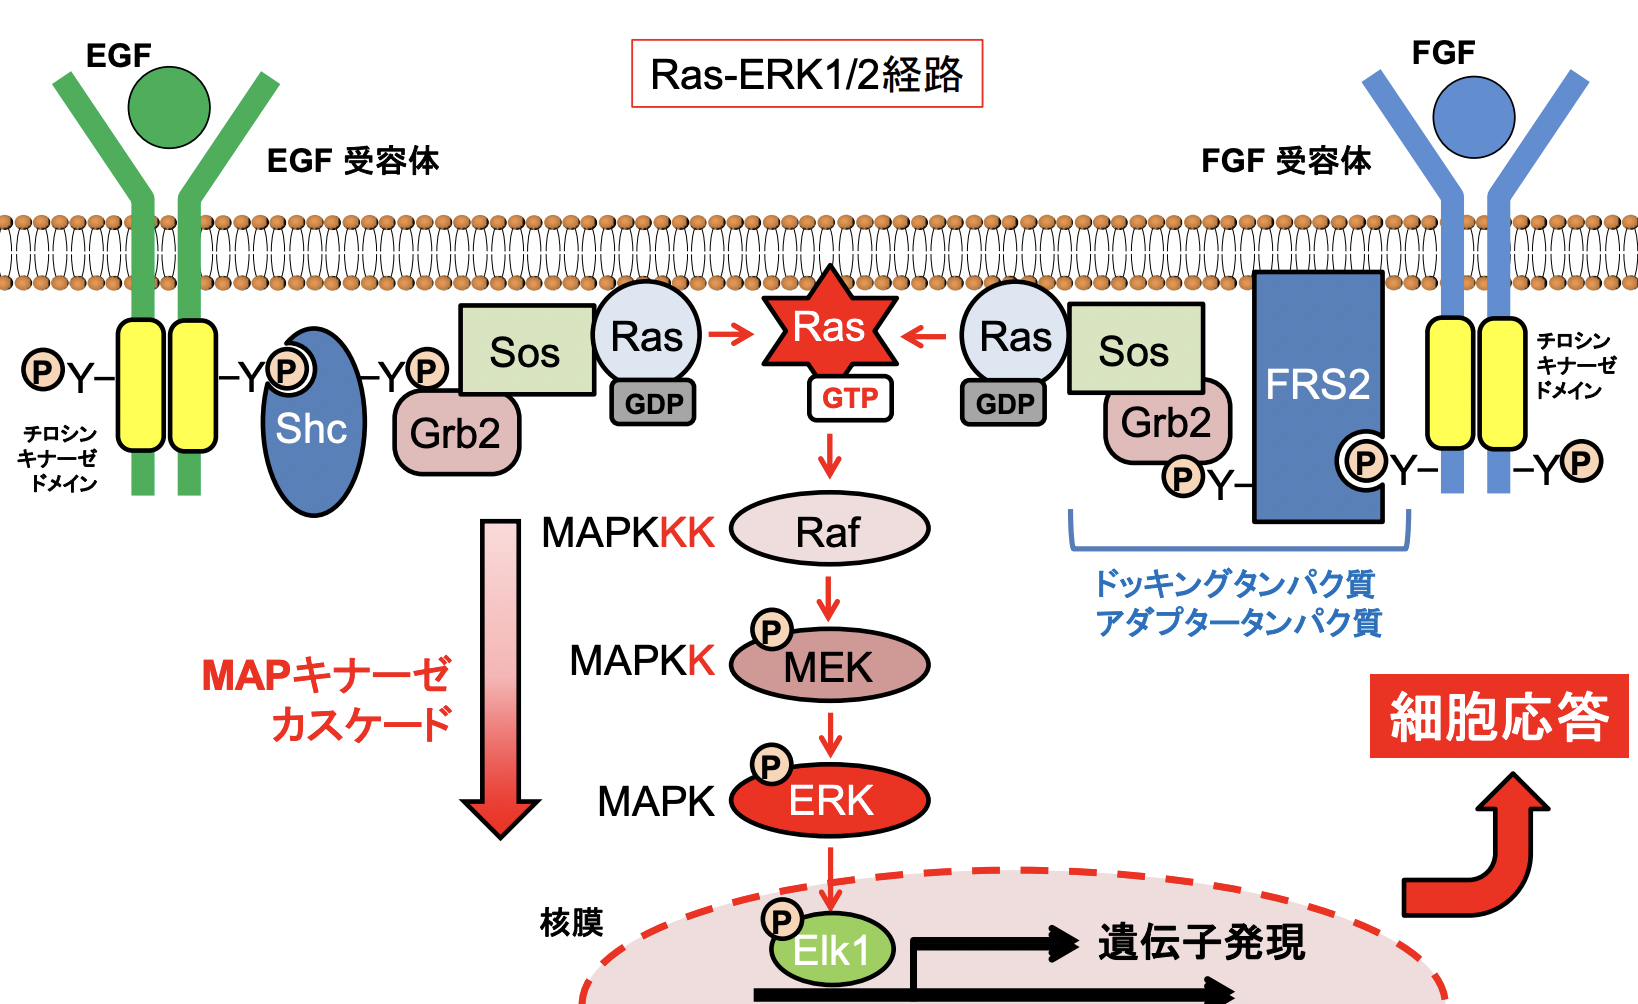 Ras-ERK1/2経路
EGF
EGF 受容体
FGF
FGF 受容体
P Y
Y P
Shc
Y P
Grb2
Sos
Ras
GDP
Ras
GTP
Ras
GDP
Sos
Grb2
P Y
FRS2
P Y
Y P
チロシン
キナーゼ
ドメイン
チロシン
キナーゼ
ドメイン
ドッキングタンパク質
アダプタータンパク質
MAPキナーゼ
カスケード
MAPKKK
Raf
MAPKK
P
MEK
MAPK
P
ERK
細胞応答
核膜
P
Elk1
遺伝子発現